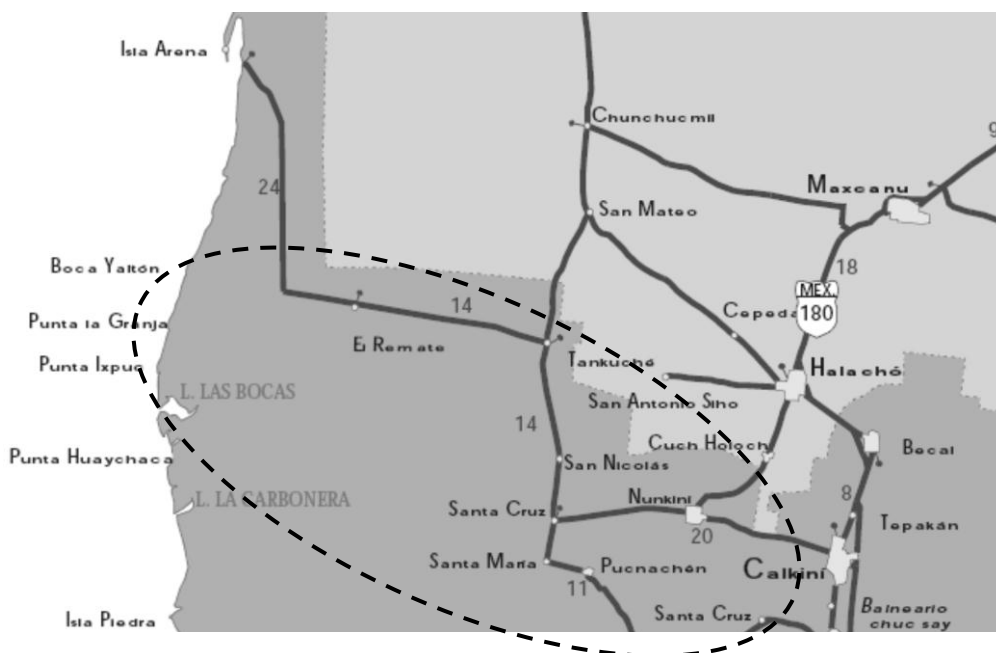 Isla Arena
Chunchucmil
9
24
Maxcanu
San Mateo
Boca Yaltón
18
MEX.
180
14
Punta la Granja
Cepeda
El Remate
Tankuché
Halachó
Punta Ixpuc
L. LAS BOCAS
San Antonio Siho
14
Cuch Holoch
Becal
Punta Huaychaca
San Nicolás
L. LA CARBONERA
Nunkiní
8
Santa Cruz
20
Tepakán
Santa María
Pucnachén
Calkiní
11
Isla Piedra
Santa Cruz
Balneario
chuc say